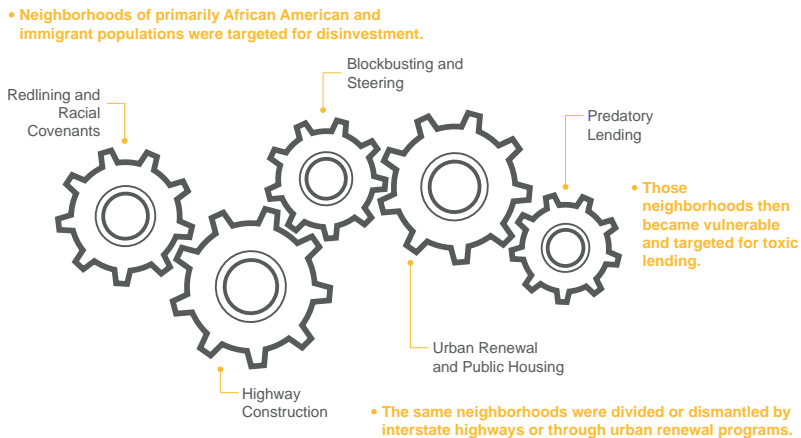 • Neighborhoods of primarily African American and
immigrant populations were targeted for disinvestment.
Redlining and
Racial
Covenants
Blockbusting and
Steering
Predatory
Lending
• Those
neighborhoods then
became vulnerable
and targeted for toxic
lending.
Urban Renewal
and Public Housing
Highway
Construction
• The same neighborhoods were divided or dismantled by
interstate highways or through urban renewal programs.